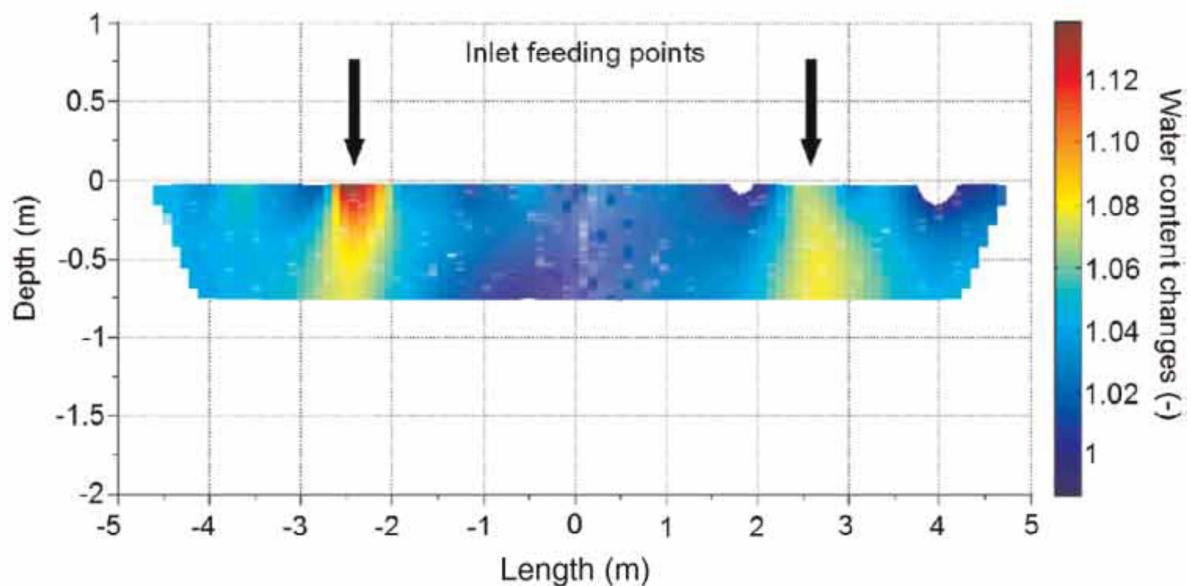 Inlet feeding points
1
0.5
0
-0.5
-1
-1.5
-2
Depth (m)
-5 -4 -3 -2 -1 0 1 2 3 4 5
Length (m)
1.12
1.10
1.08
1.06
1.04
1.02
1
Water content changes (-)